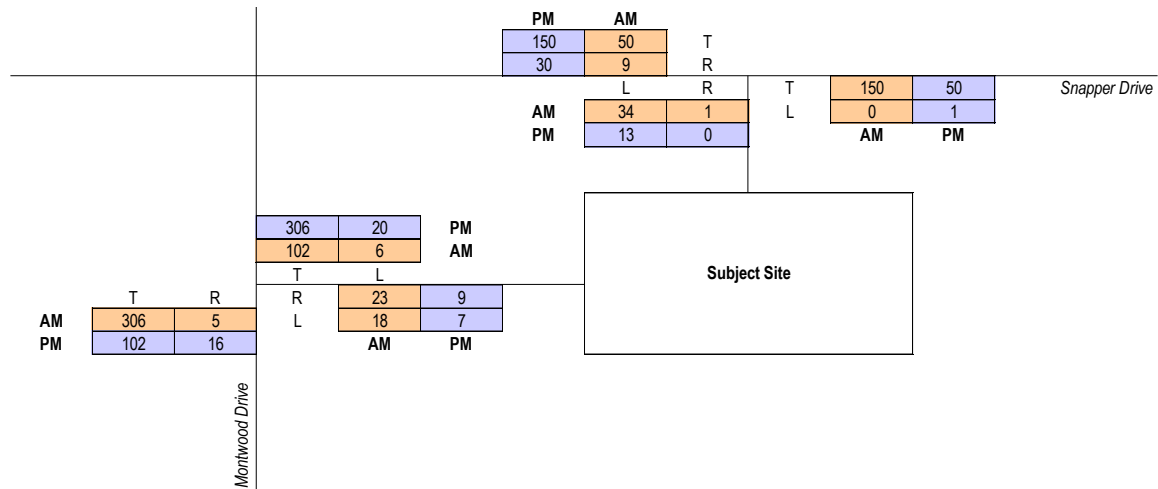 PM AM
150 50 T
30 9 R
L R T 150 50 Snapper Drive
AM 34 1 L 0 1
PM 13 0 AM PM
306 20 PM
102 6 AM
Subject Site
T L
T R R 23 9
AM 306 5 L 18 7
PM 102 16 AM PM
Montwood Drive